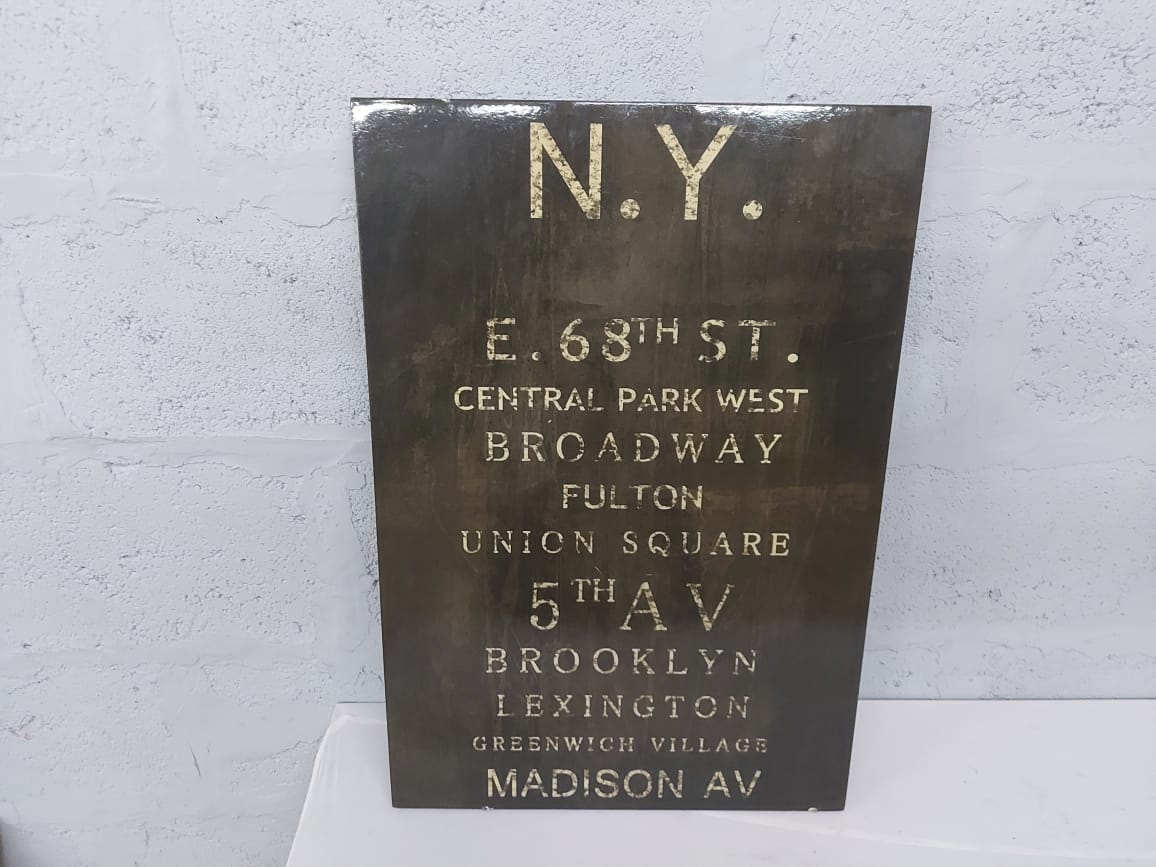 N.Y.
E. 68TH ST.
CENTRAL PARK WEST
BROADWAY
FULTON
UNION SQUARE
5TH AV
BROOKLYN
LEXINGTON
GREENWICH VILLAGE
MADISON AV